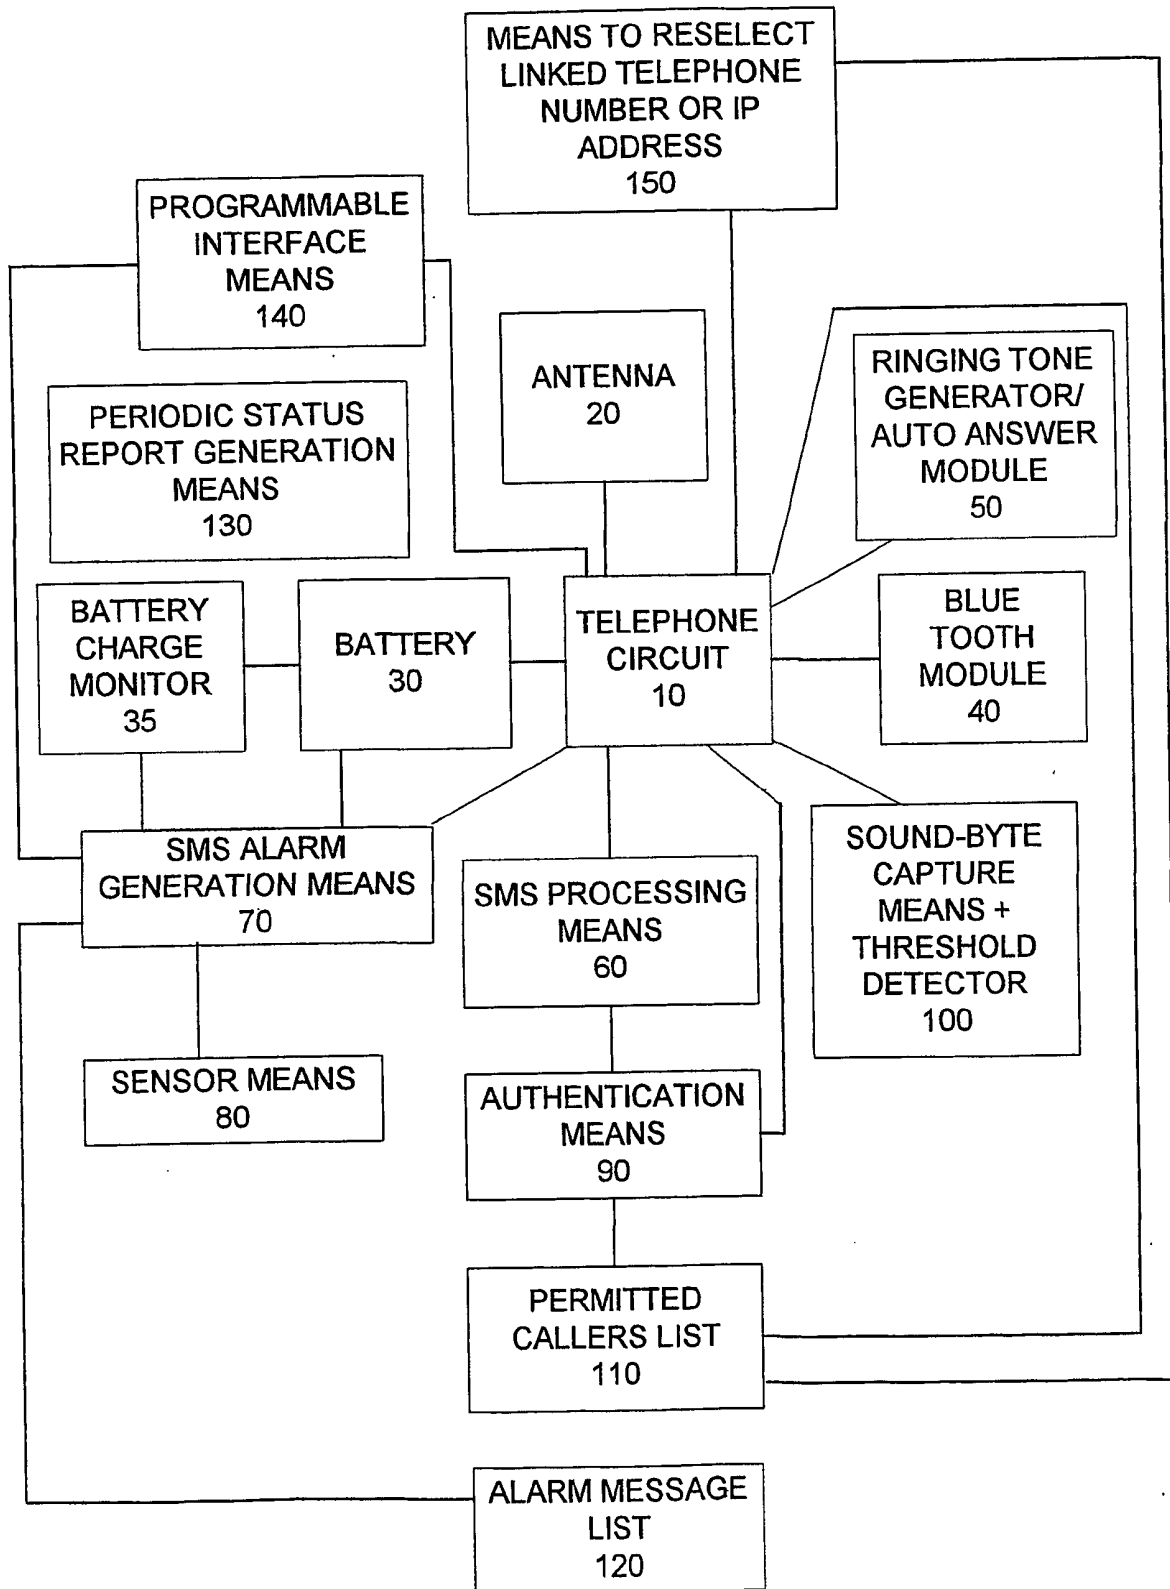 MEANS TO RESELECT
LINKED TELEPHONE
NUMBER OR IP
ADDRESS
150
PROGRAMMABLE
INTERFACE
MEANS
140
ANTENNA
20
RINGING TONE
GENERATOR/
AUTO ANSWER
MODULE
50
PERIODIC STATUS
REPORT GENERATION
MEANS
130
BATTERY
CHARGE
MONITOR
35
BATTERY
30
TELEPHONE
CIRCUIT
10
BLUE
TOOTH
MODULE
40
SMS ALARM
GENERATION MEANS
70
SMS PROCESSING
MEANS
60
SOUND-BYTE
CAPTURE
MEANS +
THRESHOLD
DETECTOR
100
SENSOR MEANS
80
AUTHENTICATION
MEANS
90
PERMITTED
CALLERS LIST
110
ALARM MESSAGE
LIST
120